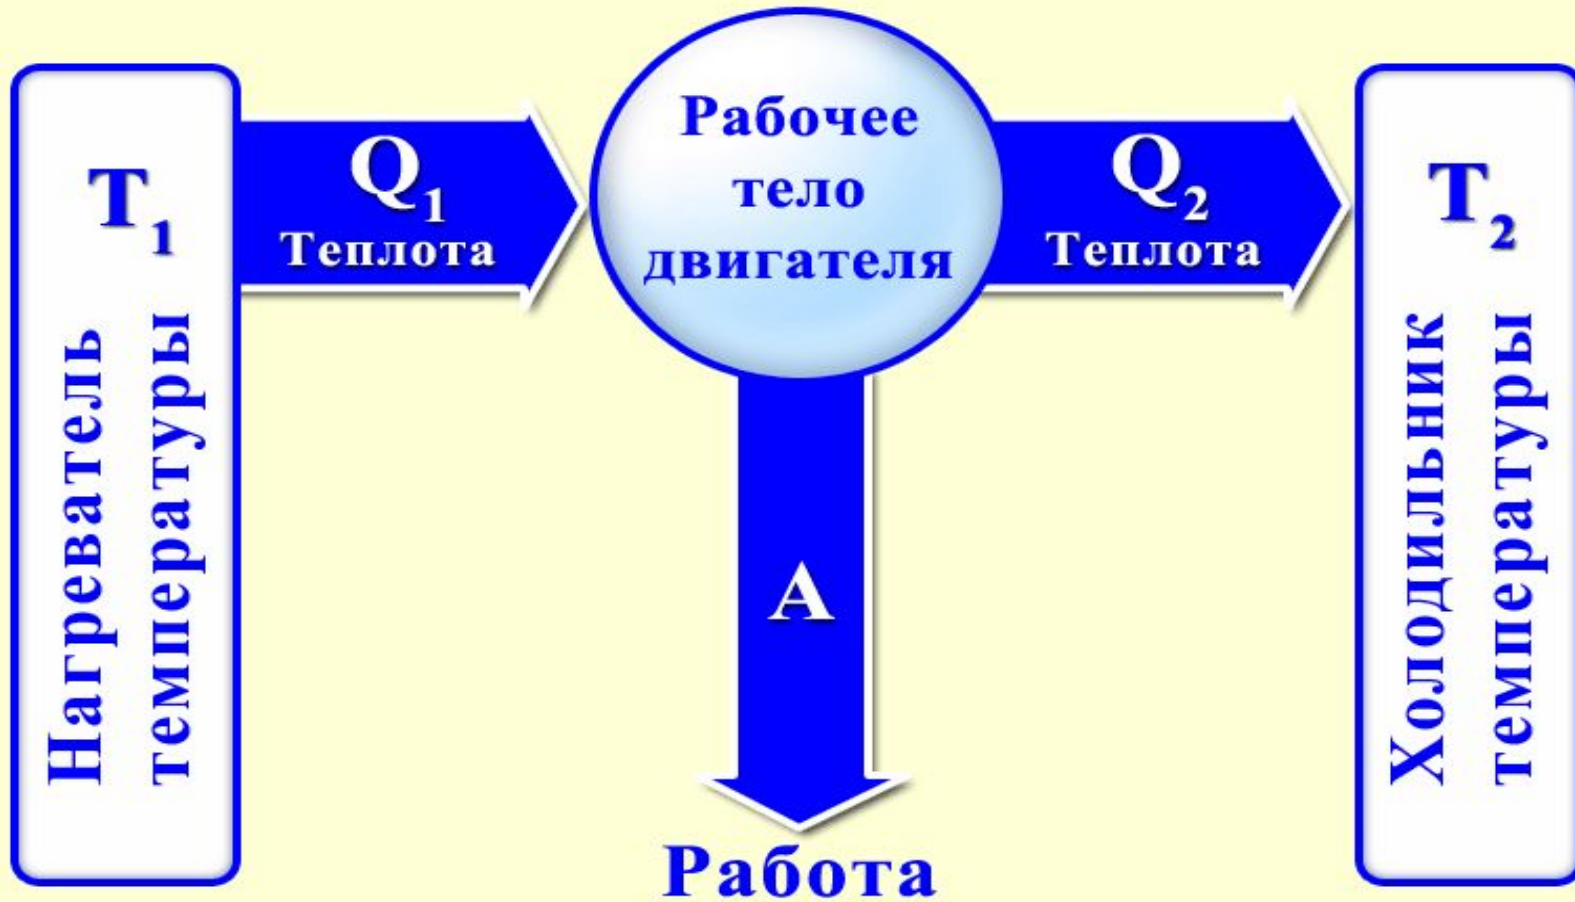 Нагреватель
температуры
T₁
Q₁
Теплота
Рабочее
тело
двигателя
Q₂
Теплота
Холодильник
температуры
T₂
A
Работа